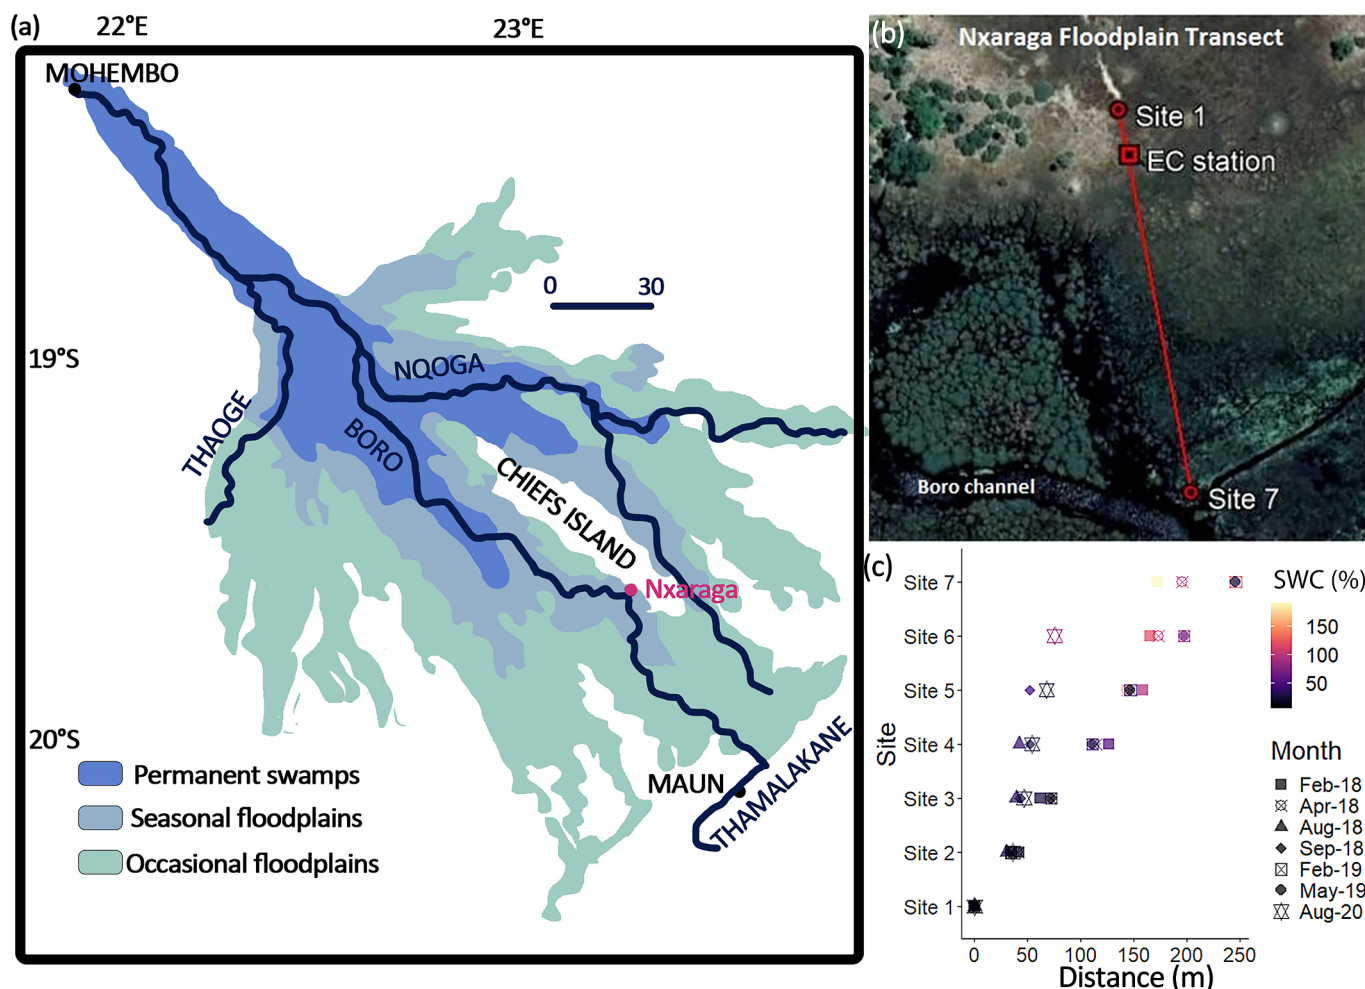 (a)
22°E
23°E
MOHEMBO
0
30
19°S
NQOGA
THAOGE
BORO
CHIEFS ISLAND
Nxaraga
20°S
MAUN
THAMALAKANE
Permanent swamps
Seasonal floodplains
Occasional floodplains
(b)
Nxaraga Floodplain Transect
Site 1
EC station
Boro channel
Site 7
(c)
Site
Site 7
Site 6
Site 5
Site 4
Site 3
Site 2
Site 1
0
50
100
150
200
250
Distance (m)
SWC (%)
150
100
50
Month
Feb-18
Apr-18
Aug-18
Sep-18
Feb-19
May-19
Aug-20